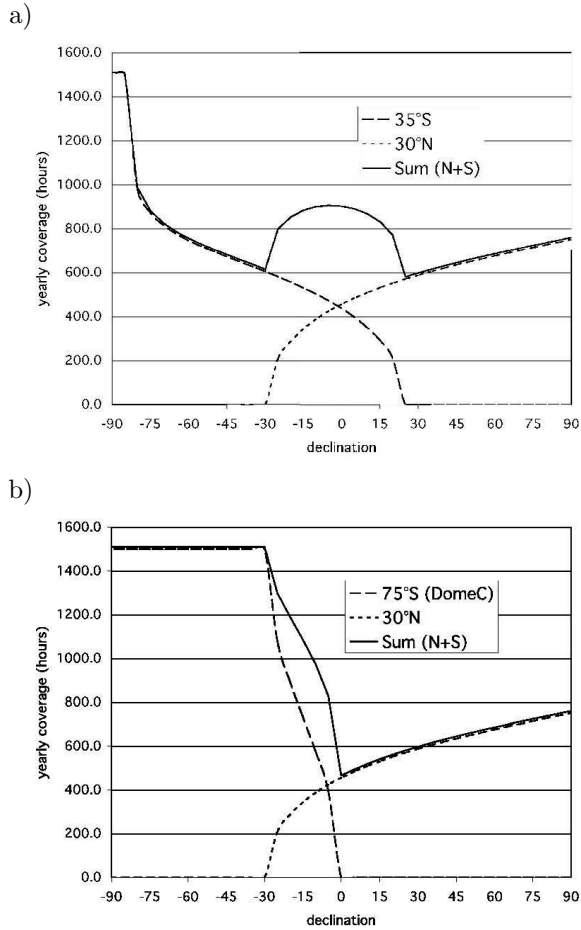 a)
1600.0
1400.0
1200.0
1000.0
800.0
600.0
400.0
200.0
0.0
yearly coverage (hours)
35°S
30°N
Sum (N+S)
-90 -75 -60 -45 -30 -15 0 15 30 45 60 75 90
declination
b)
1600.0
1400.0
1200.0
1000.0
800.0
600.0
400.0
200.0
0.0
yearly coverage (hours)
75°S (DomeC)
30°N
Sum (N+S)
-90 -75 -60 -45 -30 -15 0 15 30 45 60 75 90
declination